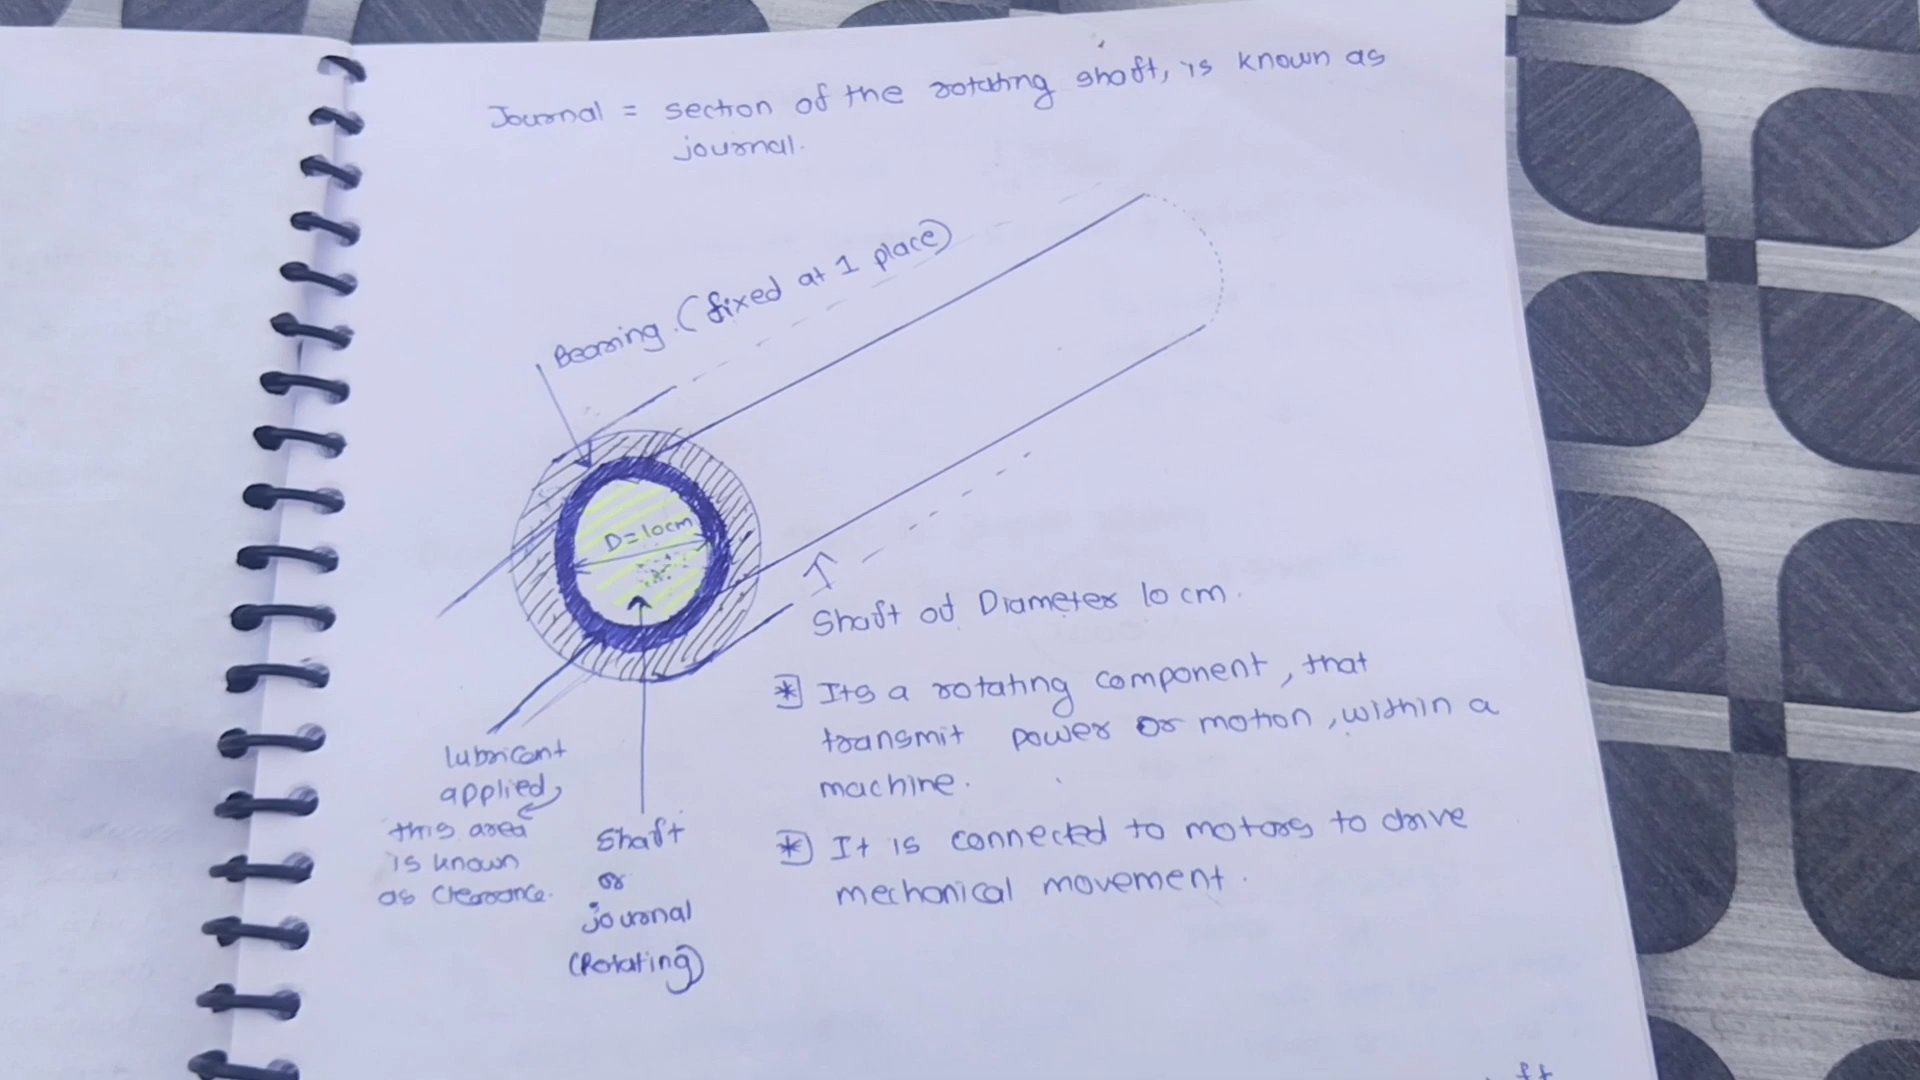 Journal = section of the rotating shaft, is known as
journal.
Bearing. (fixed at 1 place)
D=10cm
Shaft of Diameter 10 cm.
* Its a rotating component, that
transmit power or motion, within a
machine.
* It is connected to motors to drive
mechanical movement.
lubricant
applied
this area
is known
as clearance.
Shaft
or
journal
(Rotating)